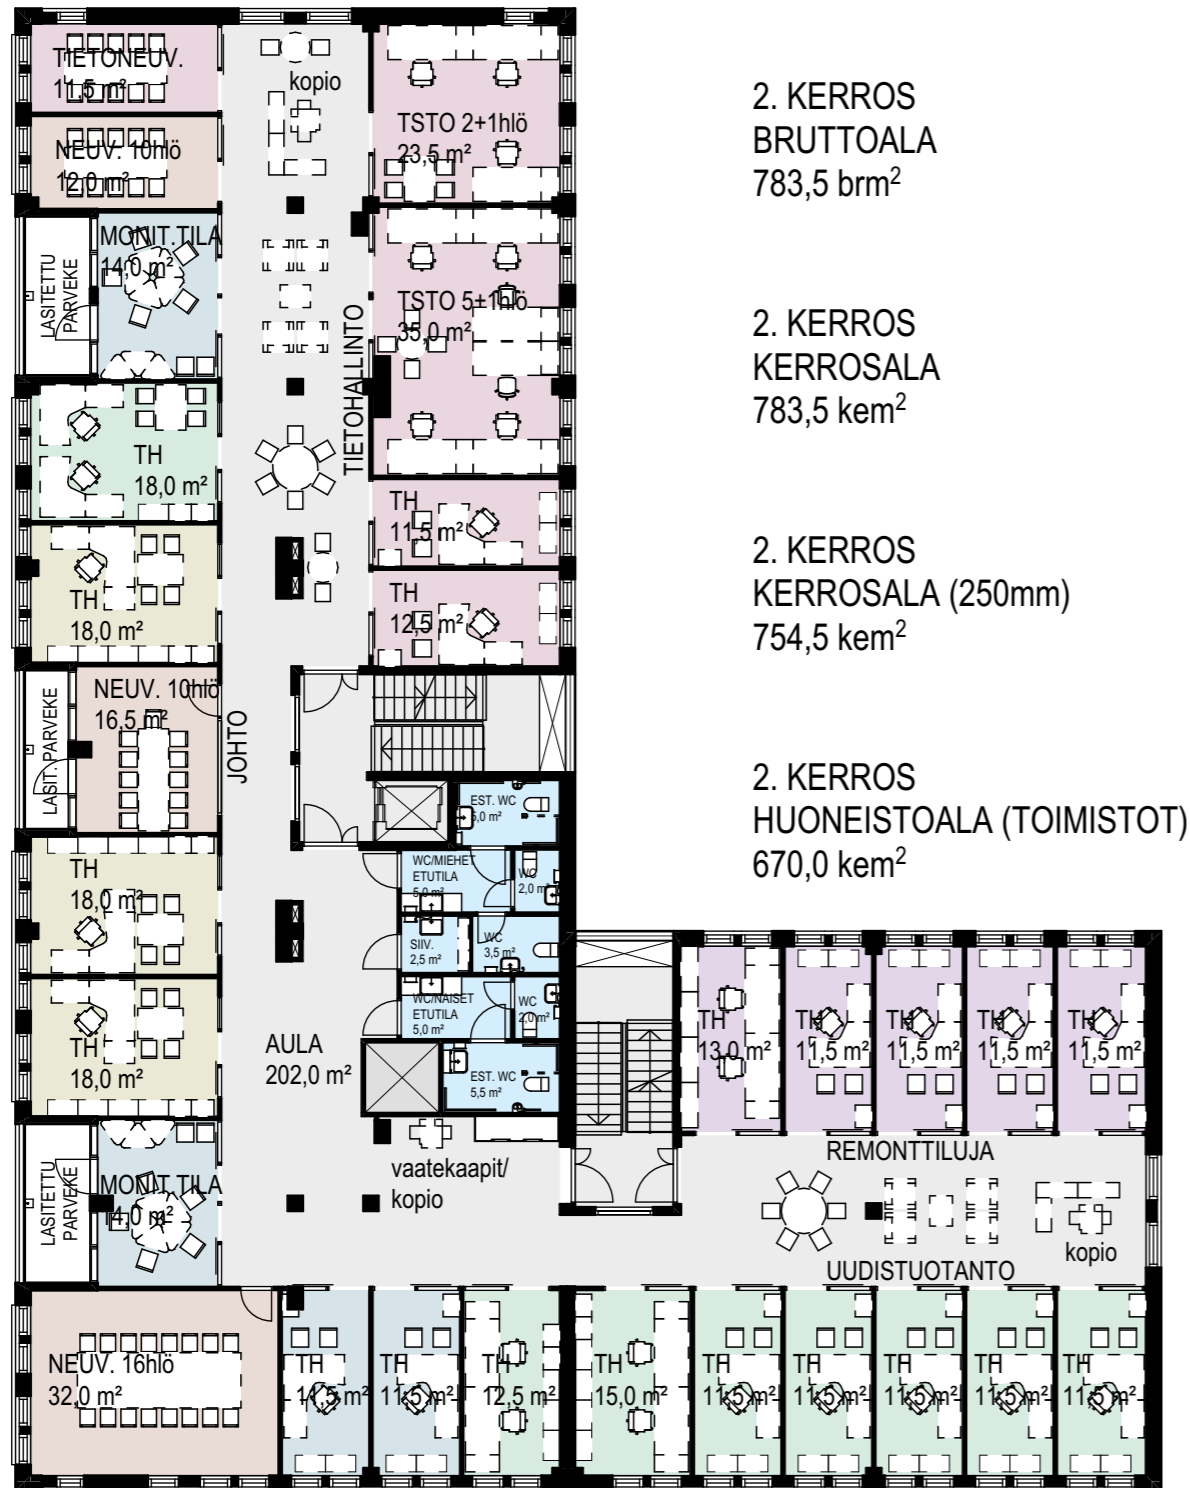 TIETONEUV.
11,5 m²
kopio
TSTO 2+1hlö
23,5 m²
NEUV. 10hlö
12,0 m²
MONIT.TILA
14,0 m²
LASITETTU
PARVEKE
TSTO 5+1hlö
35,0 m²
TIETOHALLINTO
TH
18,0 m²
TH
11,5 m²
TH
18,0 m²
TH
12,5 m²
NEUV. 10hlö
16,5 m²
LASIT. PARVEKE
JOHTO
EST. WC
5,0 m²
WC/MIEHET
ETUTILA
5,0 m²
WC
2,0 m²
TH
18,0 m²
SIIV.
2,5 m²
WC
3,5 m²
WC/NAISET
ETUTILA
5,0 m²
WC
2,0 m²
TH
18,0 m²
AULA
202,0 m²
EST. WC
5,5 m²
TH
13,0 m²
TH
11,5 m²
TH
11,5 m²
TH
11,5 m²
TH
11,5 m²
MONIT.TILA
14,0 m²
LASITETTU
PARVEKE
vaatekaapit/
kopio
REMONTTILUJA
kopio
UUDISTUOTANTO
NEUV. 16hlö
32,0 m²
TH
11,5 m²
TH
11,5 m²
TH
12,5 m²
TH
15,0 m²
TH
11,5 m²
TH
11,5 m²
TH
11,5 m²
TH
11,5 m²
TH
11,5 m²
2. KERROS
BRUTTOALA
783,5 brm²
2. KERROS
KERROSALA
783,5 kem²
2. KERROS
KERROSALA (250mm)
754,5 kem²
2. KERROS
HUONEISTOALA (TOIMISTOT)
670,0 kem²